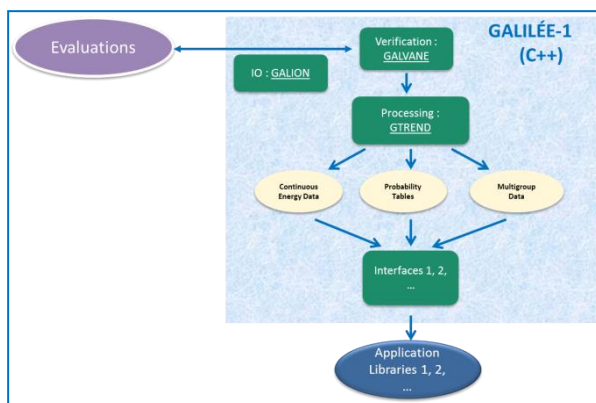 Evaluations
Verification :
GALVANE
GALILÉE-1
(C++)
IO : GALION
Processing :
GTREND
Continuous
Energy Data
Probability
Tables
Multigroup
Data
Interfaces 1, 2,
...
Application
Libraries 1, 2,
...